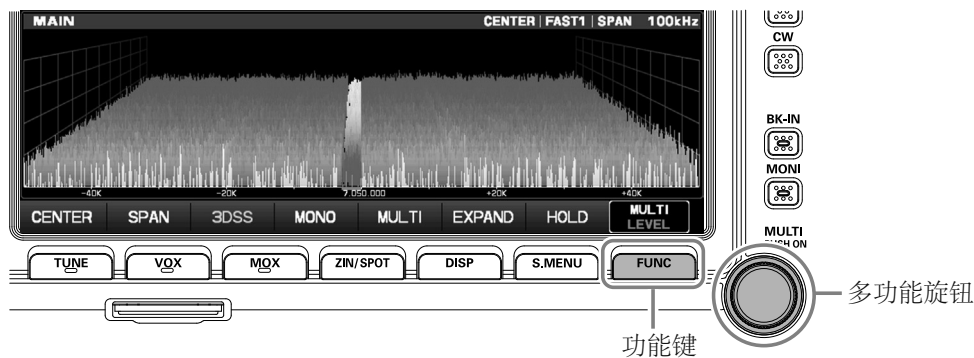 MAIN
CENTER | FAST1 | SPAN 100kHz
-40K -20K 7 050.000 +20K +40K
CENTER SPAN 3DSS MONO MULTI EXPAND HOLD MULTI
LEVEL
TUNE VOX MOX ZIN/SPOT DISP S.MENU FUNC
CW
BK-IN
MONI
MULTI
PUSH ON
多功能旋钮
功能键